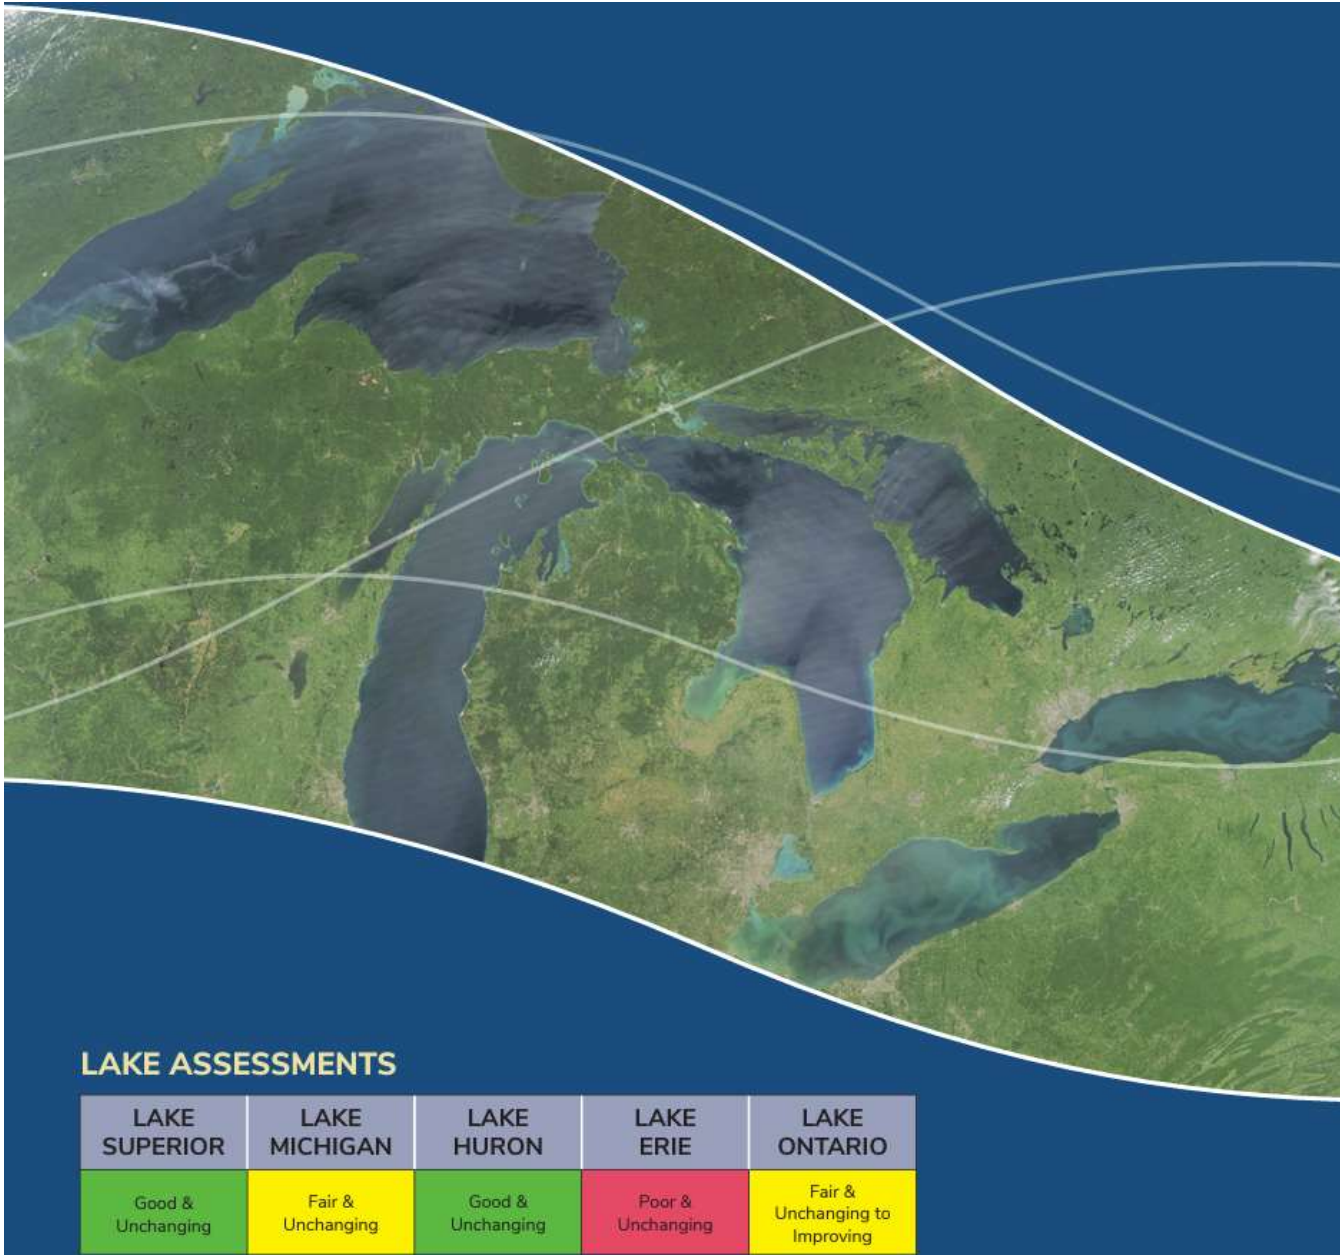 LAKE ASSESSMENTS
LAKE
SUPERIOR
LAKE
MICHIGAN
LAKE
HURON
LAKE
ERIE
LAKE
ONTARIO
Good &
Unchanging
Fair &
Unchanging
Good &
Unchanging
Poor &
Unchanging
Fair &
Unchanging to
Improving